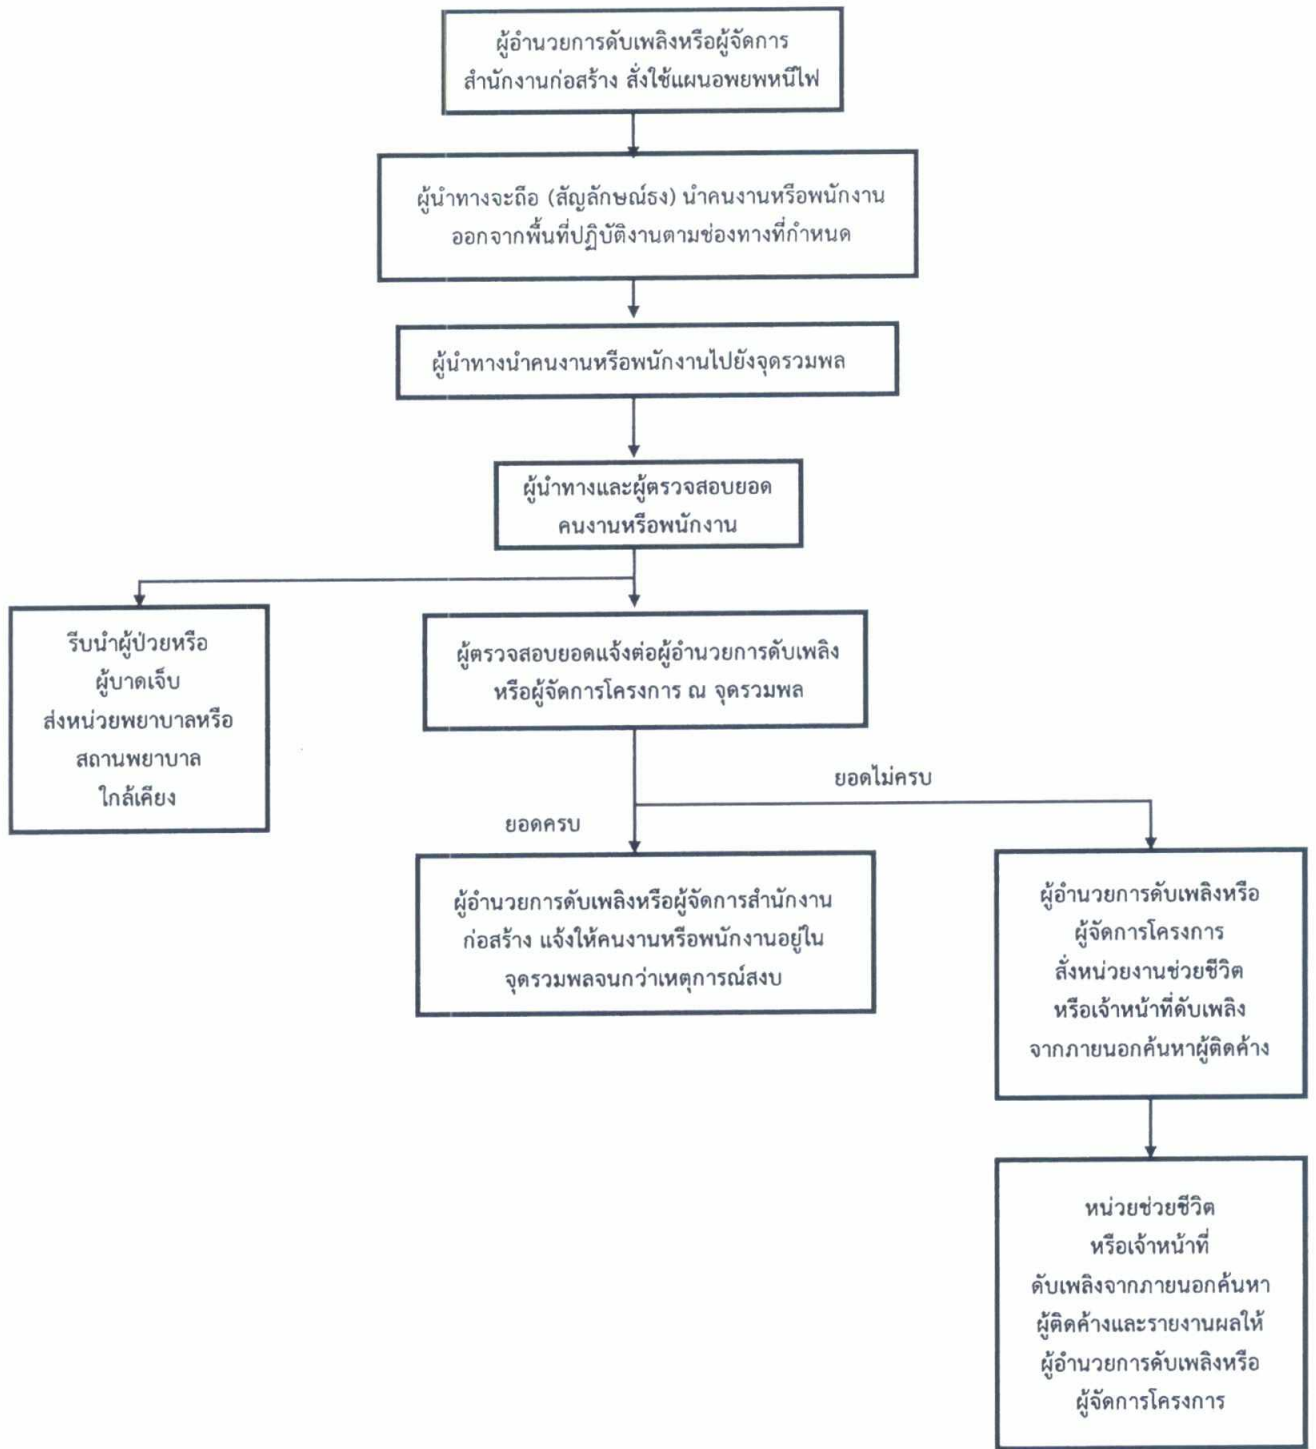 ผู้อำนวยการดับเพลิงหรือผู้จัดการ
สำนักงานก่อสร้าง สั่งใช้แผนอพยพหนีไฟ
ผู้นำทางจะถือ (สัญลักษณ์ธง) นำคนงานหรือพนักงาน
ออกจากพื้นที่ปฏิบัติงานตามช่องทางที่กำหนด
ผู้นำทางนำคนงานหรือพนักงานไปยังจุดรวมพล
ผู้นำทางและผู้ตรวจสอบยอด
คนงานหรือพนักงาน
รีบนำผู้ป่วยหรือ
ผู้บาดเจ็บ
ส่งหน่วยพยาบาลหรือ
สถานพยาบาล
ใกล้เคียง
ผู้ตรวจสอบยอดแจ้งต่อผู้อำนวยการดับเพลิง
หรือผู้จัดการโครงการ ณ จุดรวมพล
ยอดไม่ครบ
ยอดครบ
ผู้อำนวยการดับเพลิงหรือผู้จัดการสำนักงาน
ก่อสร้าง แจ้งให้คนงานหรือพนักงานอยู่ใน
จุดรวมพลจนกว่าเหตุการณ์สงบ
ผู้อำนวยการดับเพลิงหรือ
ผู้จัดการโครงการ
สั่งหน่วยงานช่วยชีวิต
หรือเจ้าหน้าที่ดับเพลิง
จากภายนอกค้นหาผู้ติดค้าง
หน่วยช่วยชีวิต
หรือเจ้าหน้าที่
ดับเพลิงจากภายนอกค้นหา
ผู้ติดค้างและรายงานผลให้
ผู้อำนวยการดับเพลิงหรือ
ผู้จัดการโครงการ